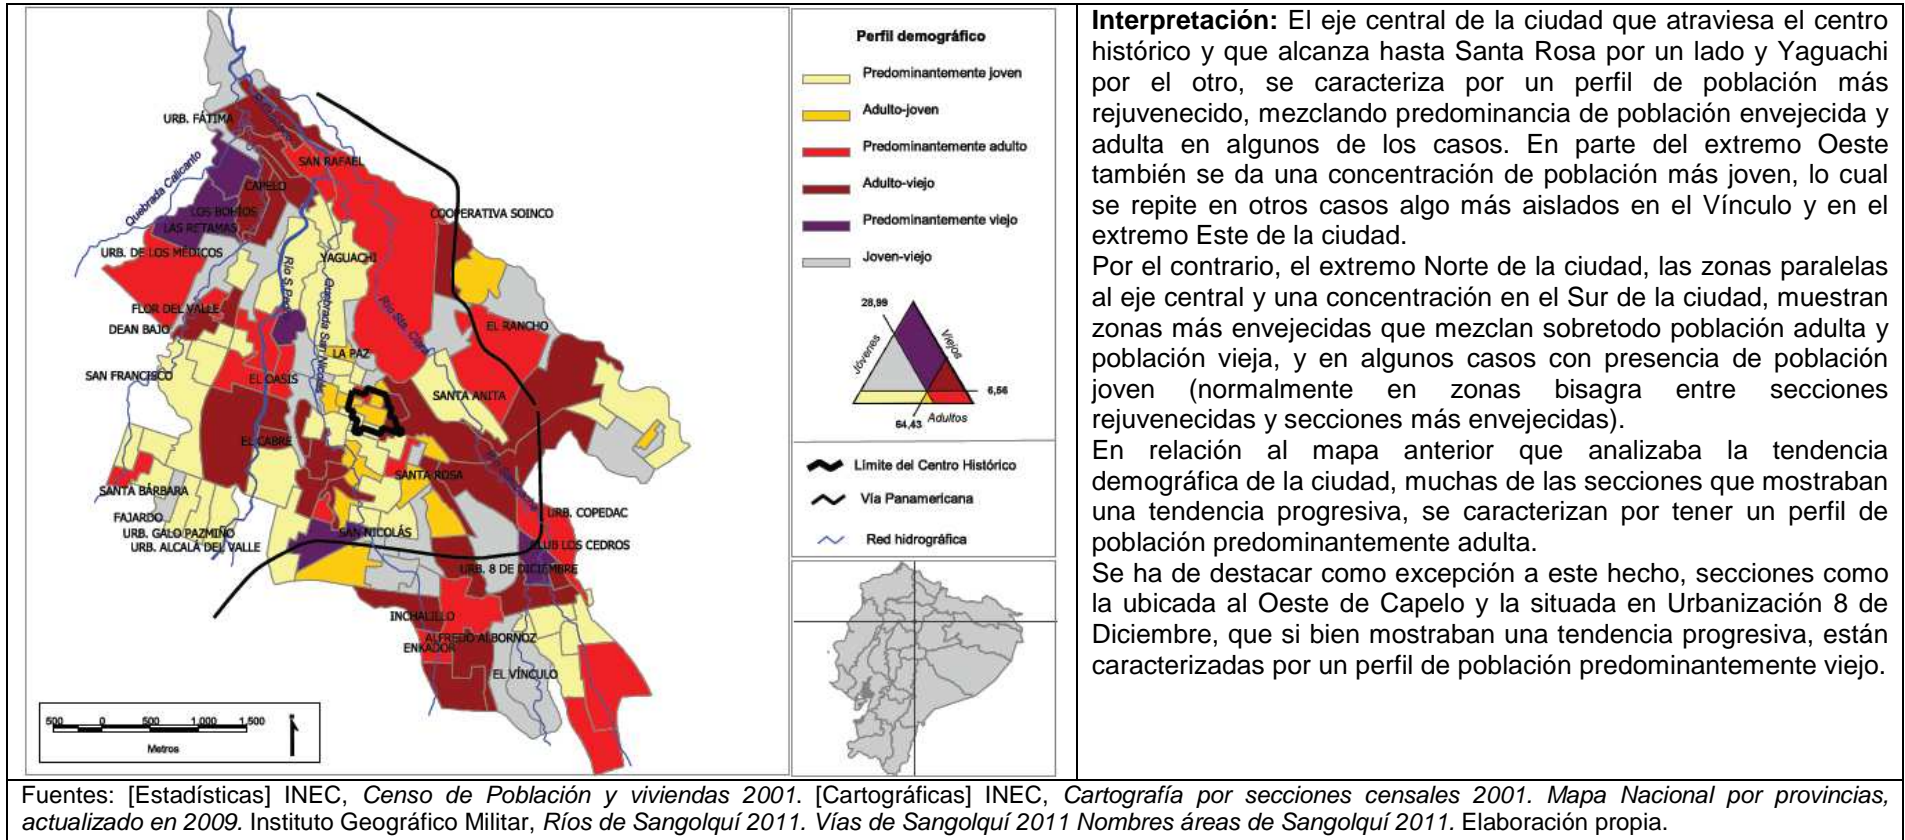 URB. FÁTIMA
SAN RAFAEL
Quebrada Calicanto
CAPELO
LOS BOHÍOS
LAS RETAMAS
COOPERATIVA SOINCO
URB. DE LOS MÉDICOS
YAGUACHI
Río S. Pedro
Quebrada San Nicolás
Río Sta. Clara
FLOR DEL VALLE
DEAN BAJO
EL RANCHO
LA PAZ
SAN FRANCISCO
EL OASIS
SANTA ANITA
EL CABRE
SANTA ROSA
SANTA BÁRBARA
FAJARDO
URB. GALO PAZMIÑO
URB. ALCALÁ DEL VALLE
SAN NICOLÁS
URB. COPEDAC
CLUB LOS CEDROS
URB. 8 DE DICIEMBRE
INCHALILLO
ALFREDO ALBORNOZ
ENKADOR
EL VÍNCULO
500 0 500 1.000 1.500
Metros
Perfil demográfico
Predominantemente joven
Adulto-joven
Predominantemente adulto
Adulto-viejo
Predominantemente viejo
Joven-viejo
28,99
Jóvenes
Viejos
6,56
64,43
Adultos
Límite del Centro Histórico
Vía Panamericana
Red hidrográfica
Interpretación: El eje central de la ciudad que atraviesa el centro
histórico y que alcanza hasta Santa Rosa por un lado y Yaguachi
por el otro, se caracteriza por un perfil de población más
rejuvenecido, mezclando predominancia de población envejecida y
adulta en algunos de los casos. En parte del extremo Oeste
también se da una concentración de población más joven, lo cual
se repite en otros casos algo más aislados en el Vínculo y en el
extremo Este de la ciudad.
Por el contrario, el extremo Norte de la ciudad, las zonas paralelas
al eje central y una concentración en el Sur de la ciudad, muestran
zonas más envejecidas que mezclan sobretodo población adulta y
población vieja, y en algunos casos con presencia de población
joven (normalmente en zonas bisagra entre secciones
rejuvenecidas y secciones más envejecidas).
En relación al mapa anterior que analizaba la tendencia
demográfica de la ciudad, muchas de las secciones que mostraban
una tendencia progresiva, se caracterizan por tener un perfil de
población predominantemente adulta.
Se ha de destacar como excepción a este hecho, secciones como
la ubicada al Oeste de Capelo y la situada en Urbanización 8 de
Diciembre, que si bien mostraban una tendencia progresiva, están
caracterizadas por un perfil de población predominantemente viejo.
Fuentes: [Estadísticas] INEC, Censo de Población y viviendas 2001. [Cartográficas] INEC, Cartografía por secciones censales 2001. Mapa Nacional por provincias,
actualizado en 2009. Instituto Geográfico Militar, Ríos de Sangolquí 2011. Vías de Sangolquí 2011 Nombres áreas de Sangolquí 2011. Elaboración propia.